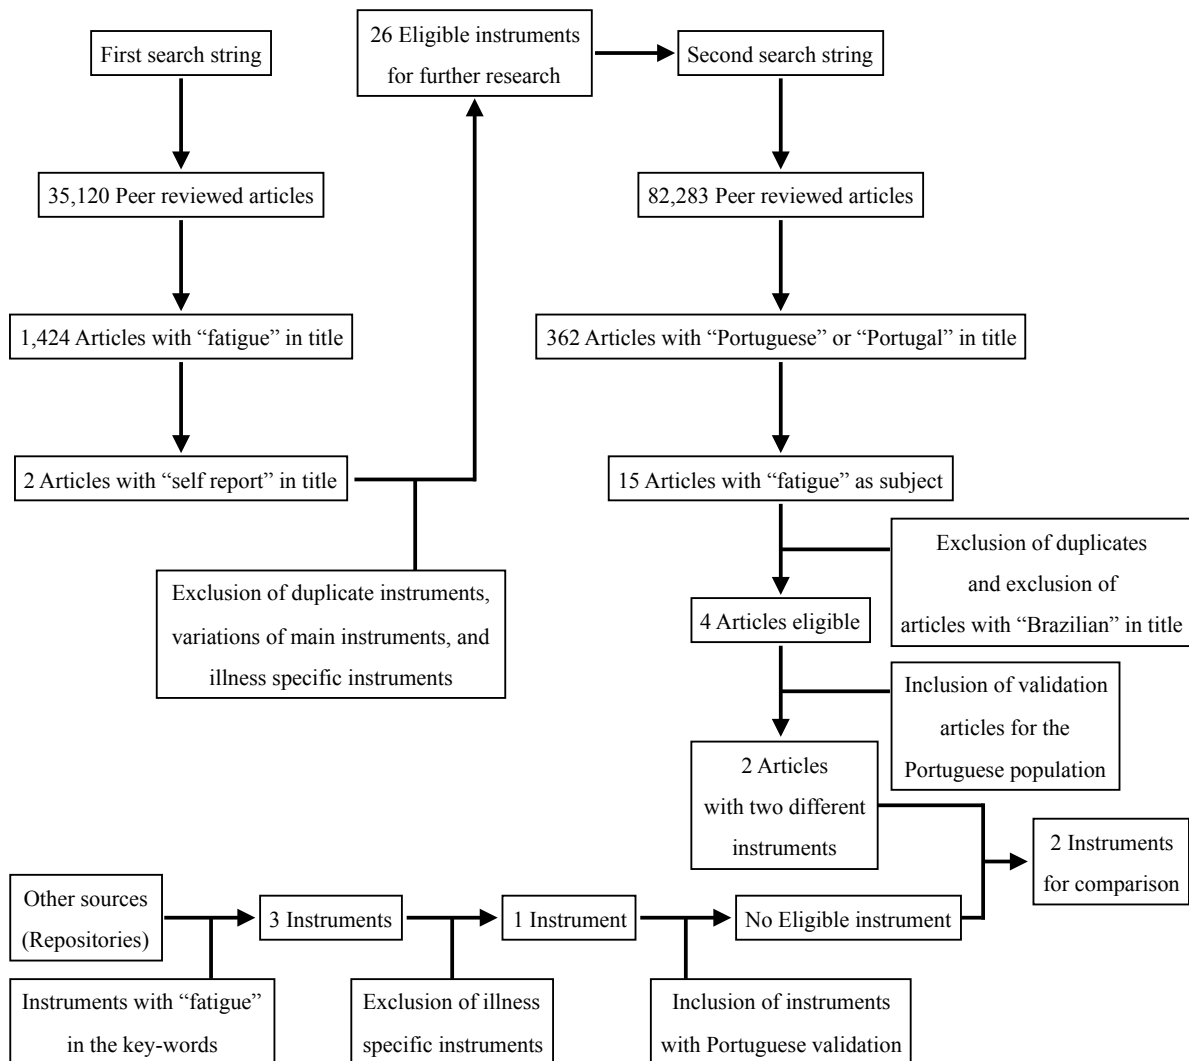 First search string
35,120 Peer reviewed articles
1,424 Articles with “fatigue” in title
2 Articles with “self report” in title
Exclusion of duplicate instruments,
variations of main instruments, and
illness specific instruments
26 Eligible instruments
for further research
Second search string
82,283 Peer reviewed articles
362 Articles with “Portuguese” or “Portugal” in title
15 Articles with “fatigue” as subject
Exclusion of duplicates
and exclusion of
articles with “Brazilian” in title
4 Articles eligible
Inclusion of validation
articles for the
Portuguese population
2 Articles
with two different
instruments
2 Instruments
for comparison
Other sources
(Repositories)
3 Instruments
1 Instrument
No Eligible instrument
Instruments with “fatigue”
in the key-words
Exclusion of illness
specific instruments
Inclusion of instruments
with Portuguese validation